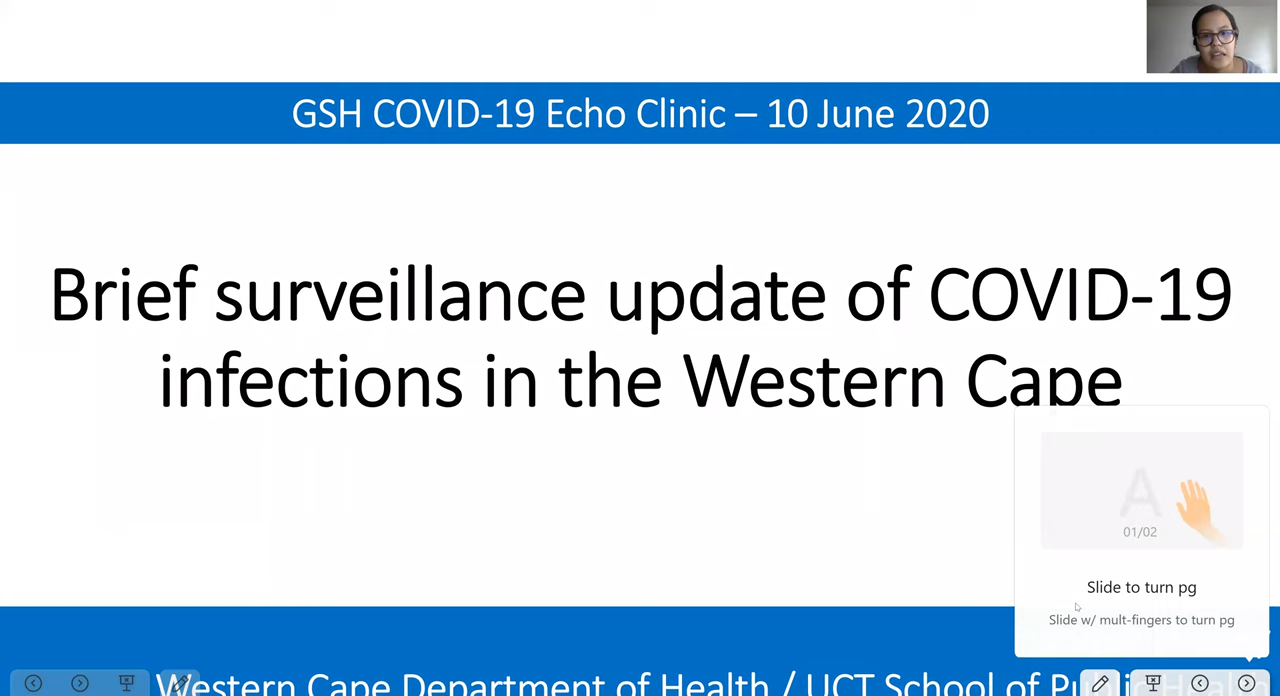 GSH COVID-19 Echo Clinic – 10 June 2020
Brief surveillance update of COVID-19
infections in the Western Cape
A
01/02
Slide to turn pg
Slide w/ mult-fingers to turn pg
Western Cape Department of Health / UCT School of Public Health